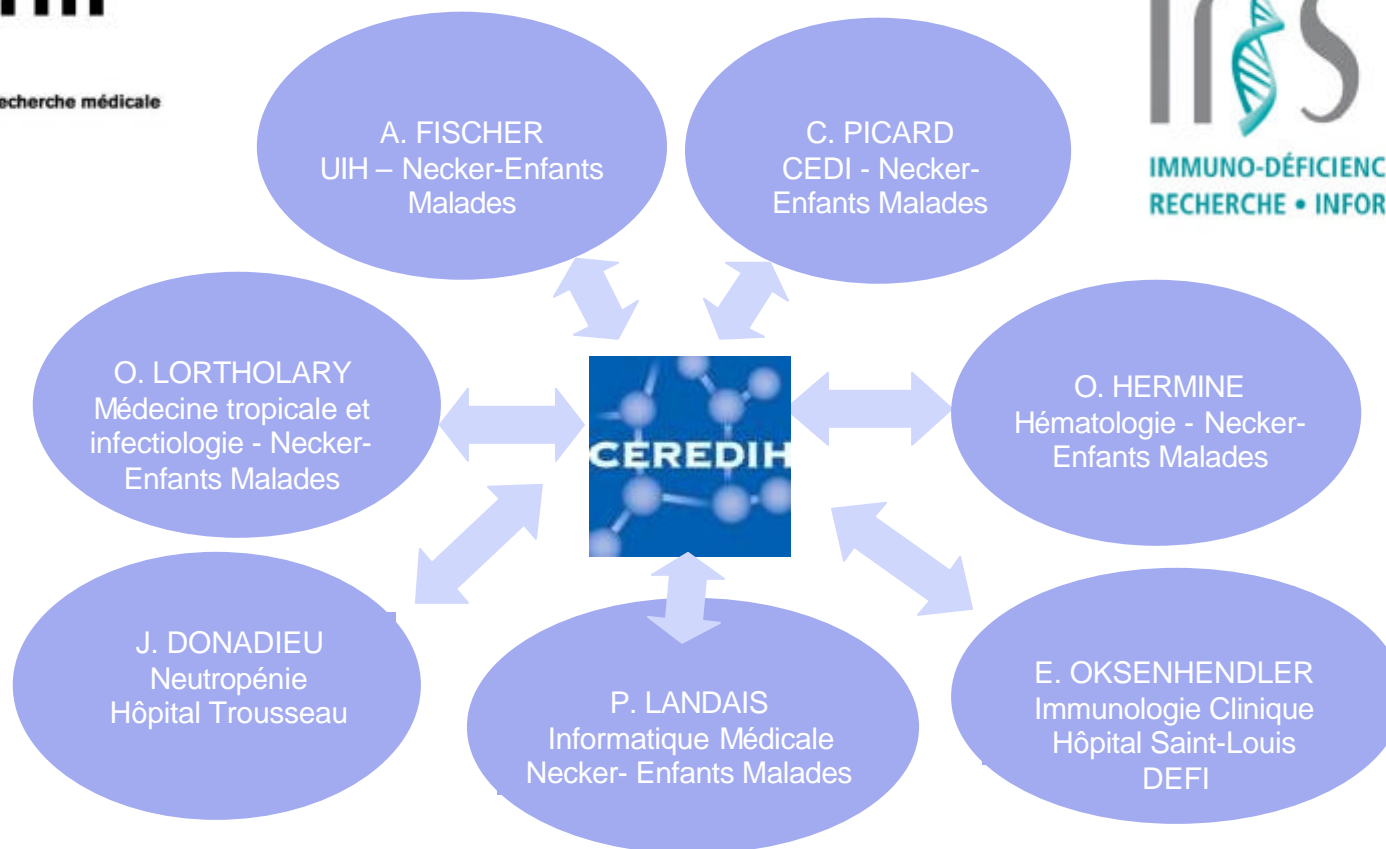 recherche médicale
IMMUNO-DÉFICIENC
RECHERCHE • INFOR
A. FISCHER
UIH – Necker-Enfants
Malades
C. PICARD
CEDI - Necker-
Enfants Malades
O. LORTHOLARY
Médecine tropicale et
infectiologie - Necker-
Enfants Malades
CEREDIH
O. HERMINE
Hématologie - Necker-
Enfants Malades
J. DONADIEU
Neutropénie
Hôpital Trousseau
P. LANDAIS
Informatique Médicale
Necker- Enfants Malades
E. OKSENHENDLER
Immunologie Clinique
Hôpital Saint-Louis
DEFI